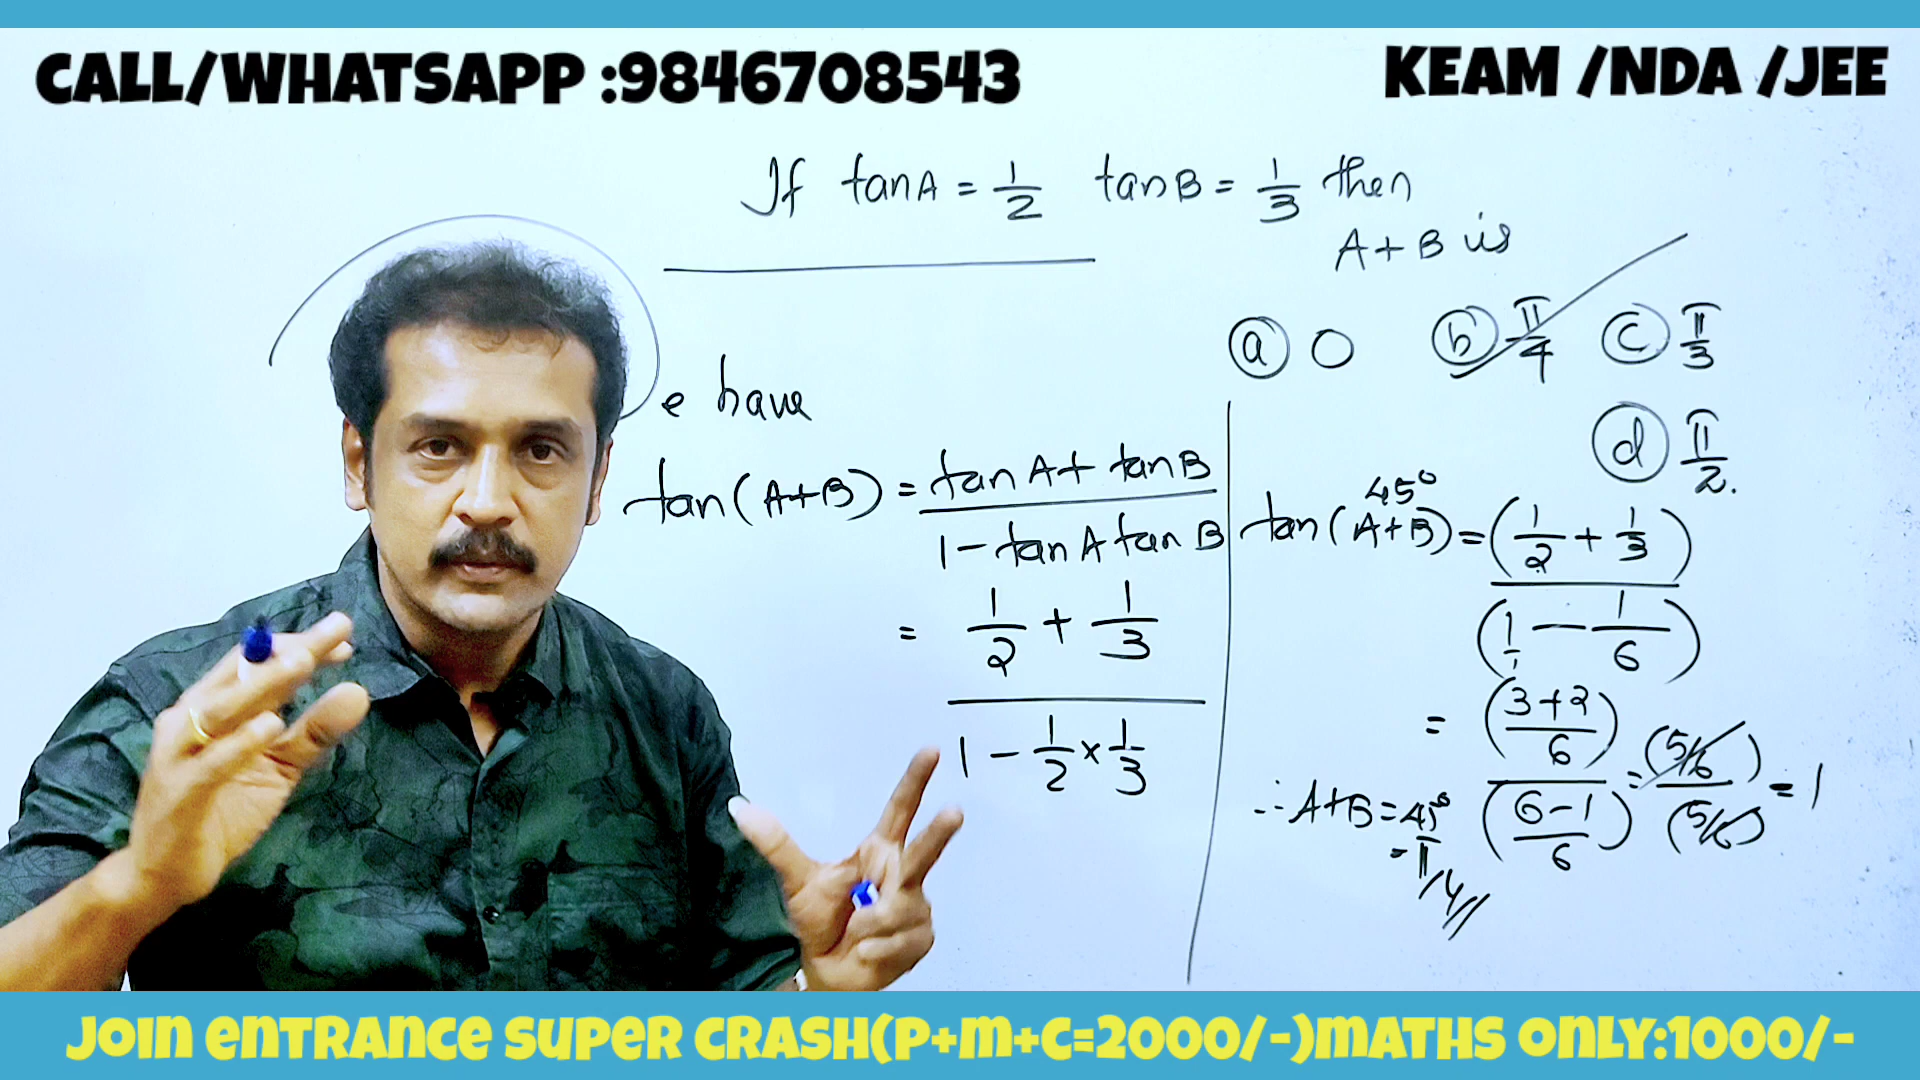 CALL/WHATSAPP :9846708543
KEAM /NDA /JEE
If tanA = 1/2 tanB = 1/3 then
A+B is
(a) 0 (b) π/4 (c) π/3
(d) π/2.
e have
tan(A+B) = (tanA + tanB)/(1 - tanA tanB)
= (1/2 + 1/3)/(1 - 1/2 × 1/3)
45°
tan(A+B) = (1/2 + 1/3)/(1/1 - 1/6)
= ((3+2)/6)/((6-1)/6) = (5/6)/(5/6) = 1
∴ A+B = 45°
= π/4//
JOIN ENTRANCE SUPER CRASH(P+M+C=2000/-)MATHS ONLY:1000/-